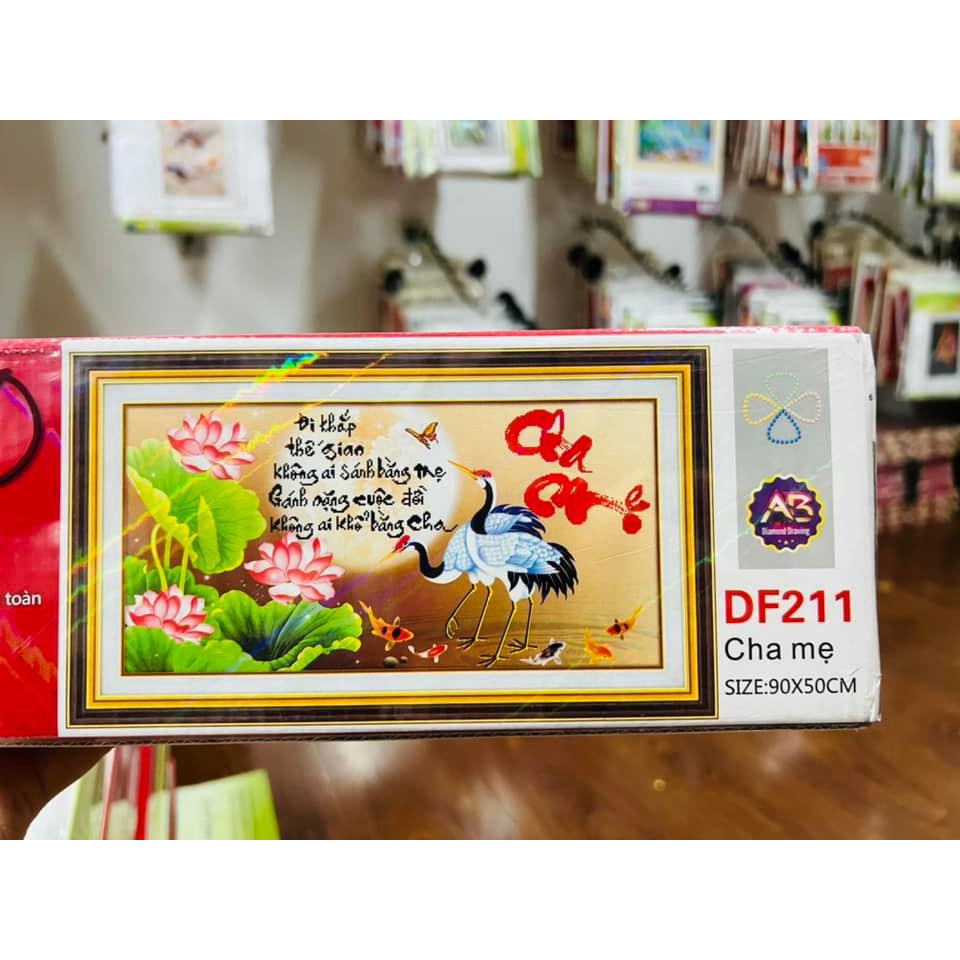 toàn
Đi khắp
thế gian
không ai sánh bằng mẹ
Gánh nặng cuộc đời
không ai khổ bằng cha
Cha
Mẹ
AB
Diamond Drawing
DF211
Cha mẹ
SIZE:90X50CM